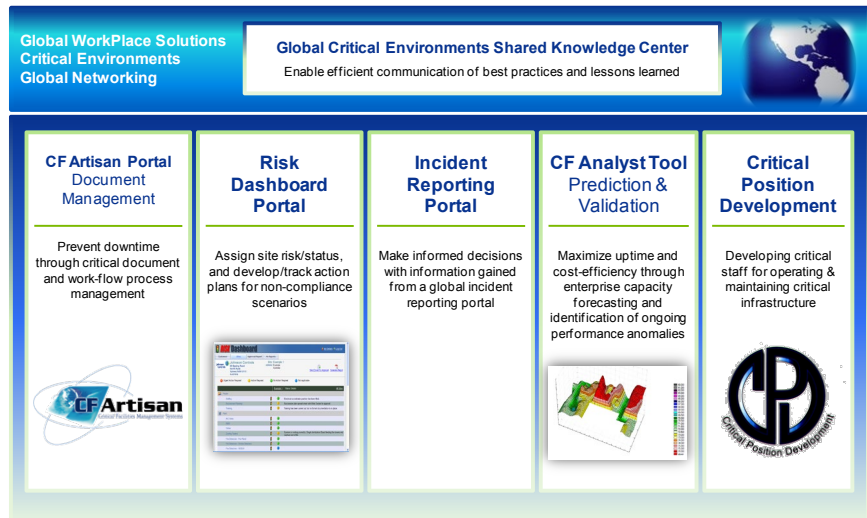 Global WorkPlace Solutions
Critical Environments
Global Networking
Global Critical Environments Shared Knowledge Center
Enable efficient communication of best practices and lessons learned
CF Artisan Portal
Document
Management
Prevent downtime
through critical document
and work-flow process
management
CF Artisan
Critical Facilities Management Systems
Risk
Dashboard
Portal
Assign site risk/status,
and develop/track action
plans for non-compliance
scenarios
Dashboard
Incident
Reporting
Portal
Make informed decisions
with information gained
from a global incident
reporting portal
CF Analyst Tool
Prediction &
Validation
Maximize uptime and
cost-efficiency through
enterprise capacity
forecasting and
identification of ongoing
performance anomalies
Critical
Position
Development
Developing critical
staff for operating &
maintaining critical
infrastructure
CPD
Critical Position Development